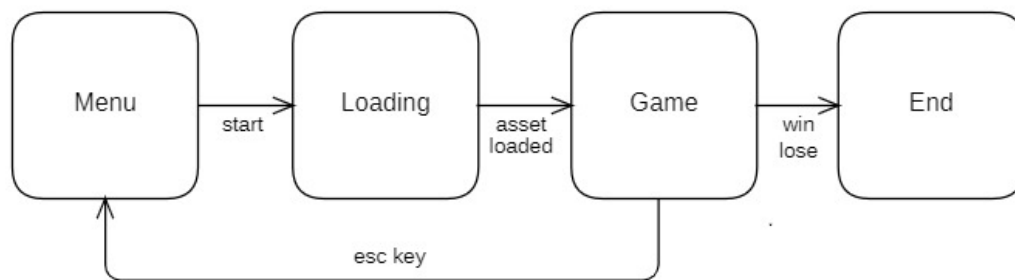 Menu
start
Loading
asset
loaded
Game
win
lose
End
esc key